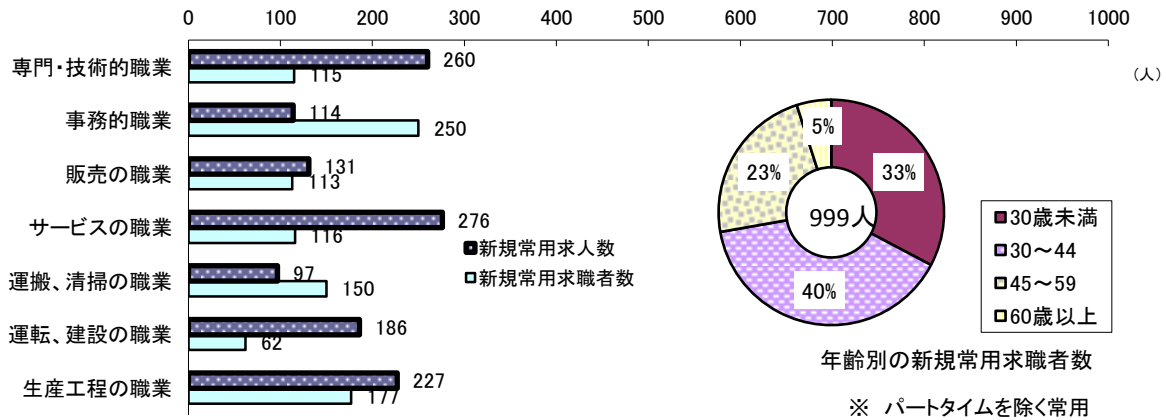 0 100 200 300 400 500 600 700 800 900 1000
(人)
専門・技術的職業
260
115
事務的職業
114
250
販売の職業
131
113
サービスの職業
276
116
運搬、清掃の職業
97
150
運転、建設の職業
186
62
生産工程の職業
227
177
新規常用求人数
新規常用求職者数
5%
33%
23%
40%
999人
30歳未満
30～44
45～59
60歳以上
年齢別の新規常用求職者数
※ パートタイムを除く常用